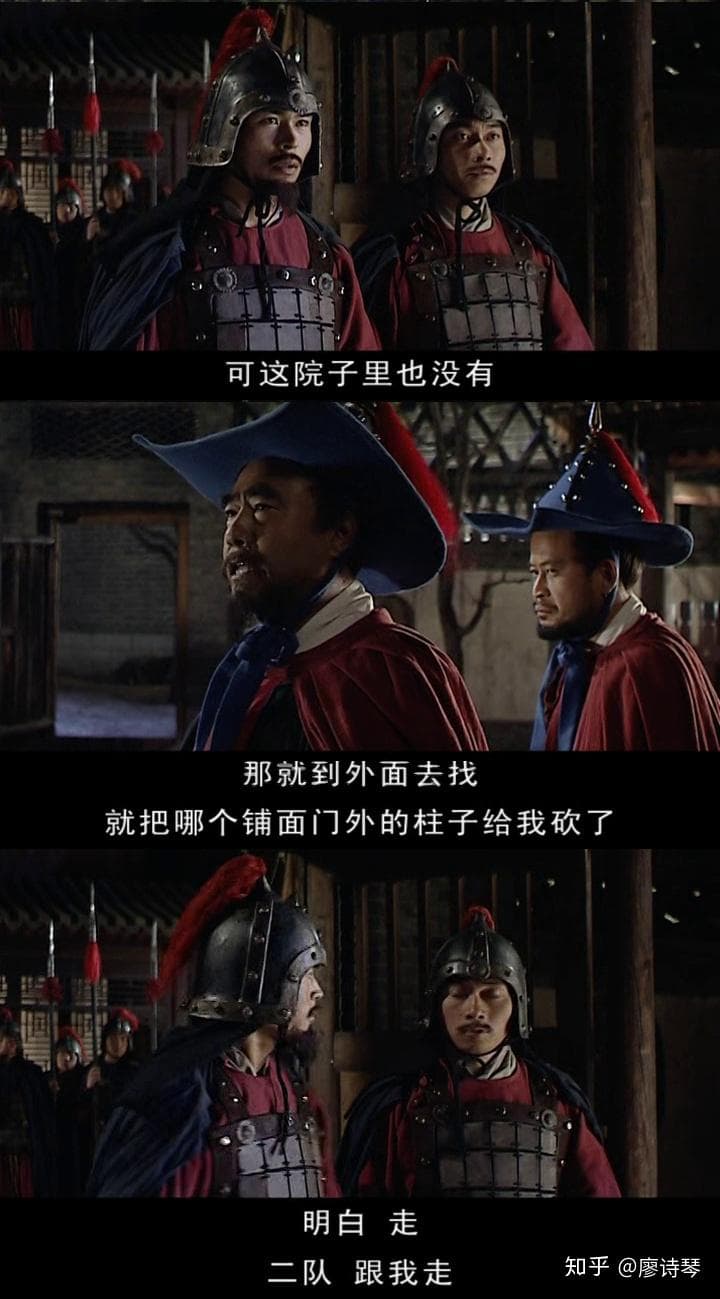 可这院子里也没有
那就到外面去找
就把哪个铺面门外的柱子给我砍了
明白 走
二队 跟我走
知乎 @廖诗琴